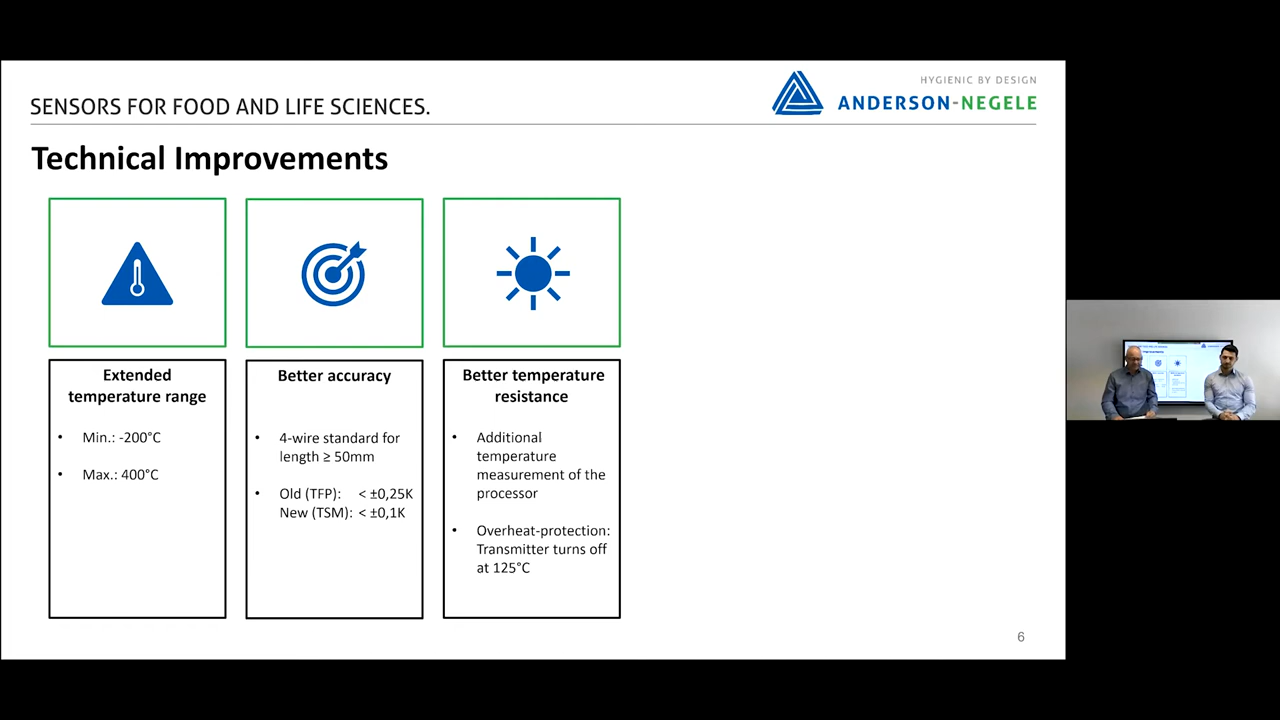 HYGIENIC BY DESIGN
ANDERSON-NEGELE
SENSORS FOR FOOD AND LIFE SCIENCES.
Technical Improvements
Extended
temperature range
• Min.: -200°C
• Max.: 400°C
Better accuracy
• 4-wire standard for
length ≥ 50mm
• Old (TFP): < ±0,25K
New (TSM): < ±0,1K
Better temperature
resistance
• Additional
temperature
measurement of the
processor
• Overheat-protection:
Transmitter turns off
at 125°C
6